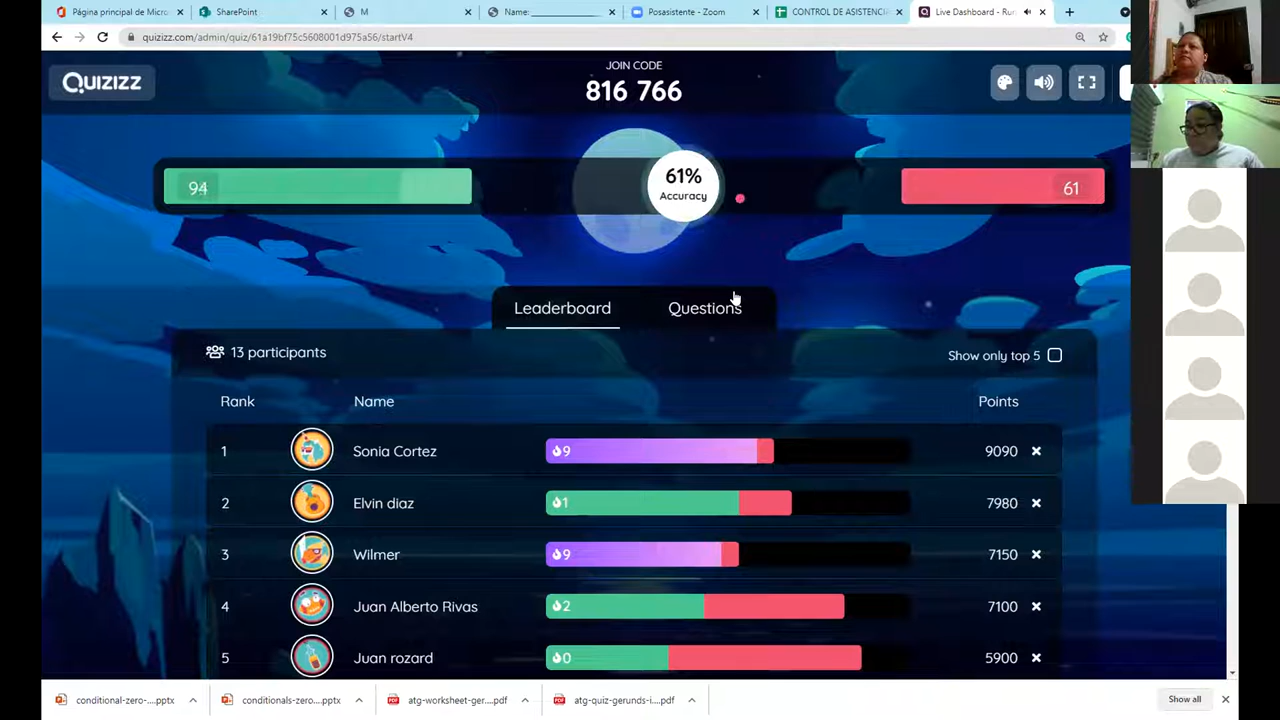 Página principal de Micro
SharePoint
M
Name: ____________
Posasistente - Zoom
CONTROL DE ASISTENCI
Live Dashboard - Run
quizizz.com/admin/quiz/61a19bf75c5608001d975a56/startV4
QUIZIZZ
JOIN CODE
816 766
94
61%
Accuracy
61
Leaderboard
Questions
13 participants
Show only top 5
Rank Name Points
1 Sonia Cortez 9 9090
2 Elvin diaz 1 7980
3 Wilmer 9 7150
4 Juan Alberto Rivas 2 7100
5 Juan rozard 0 5900
conditional-zero-....pptx
conditionals-zero....pptx
atg-worksheet-ger....pdf
atg-quiz-gerunds-i....pdf
Show all